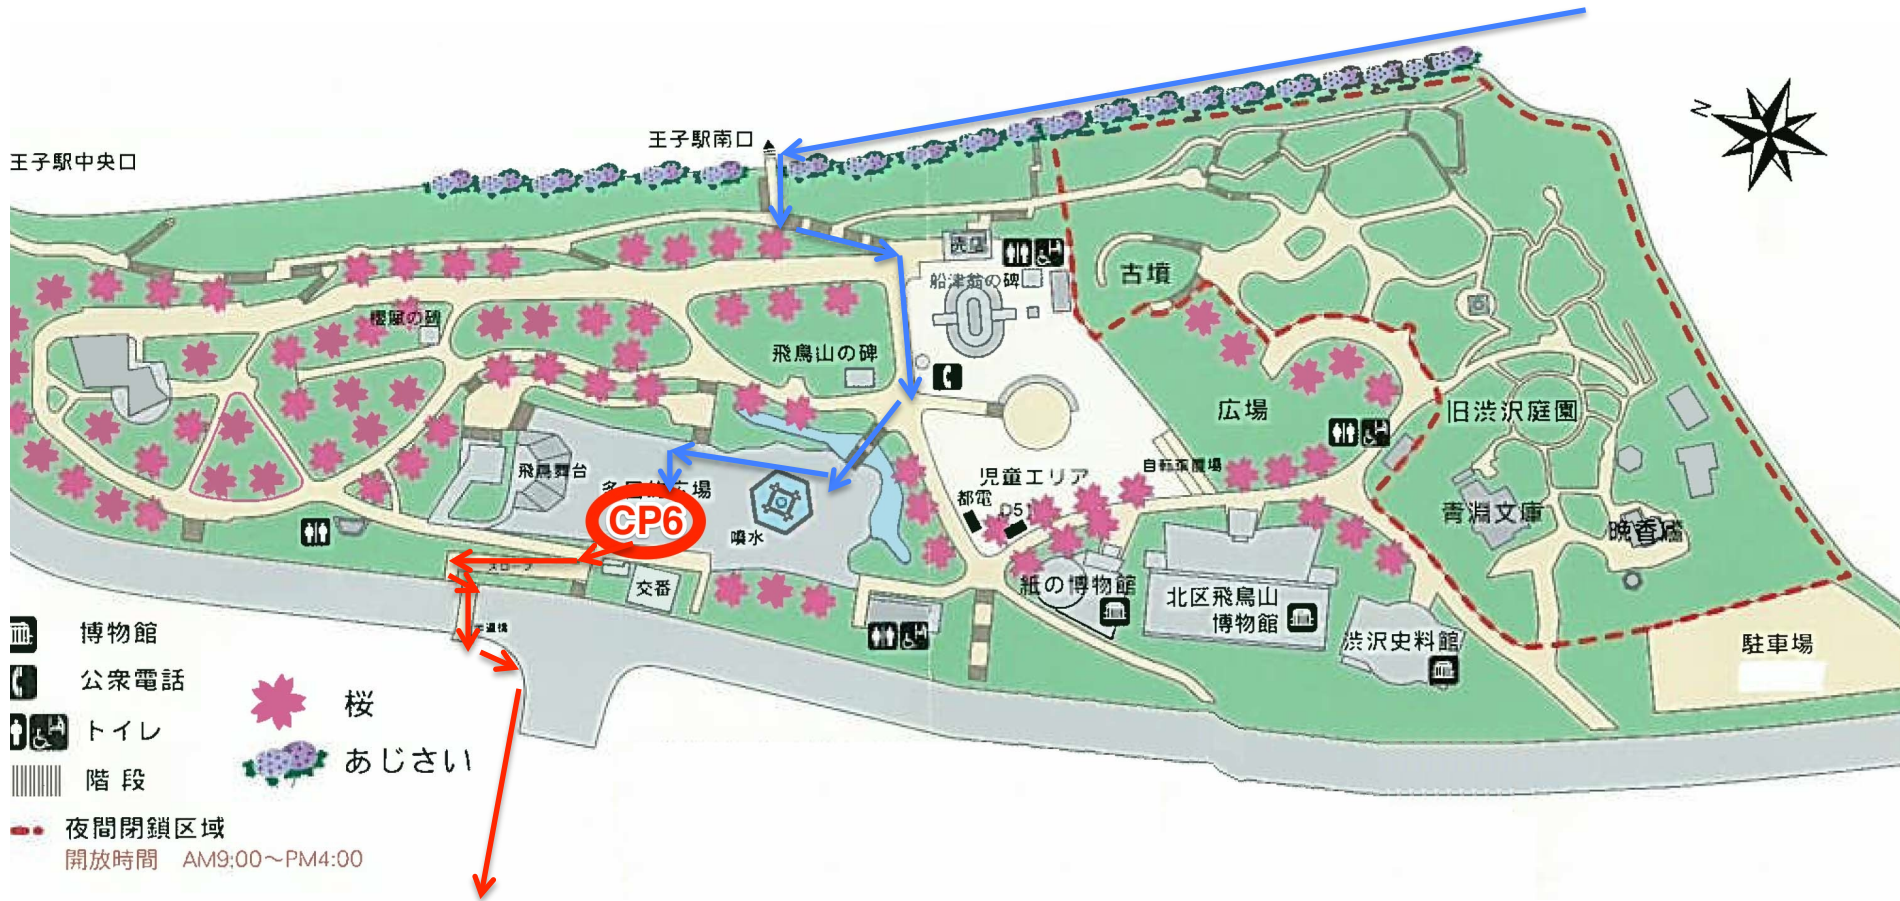 王子駅中央口
王子駅南口
N
売店
船津翁の碑
古墳
桜賦の碑
飛鳥山の碑
広場
旧渋沢庭園
飛鳥舞台
児童エリア
自転車置場
都電
D51
CP6
噴水
青淵文庫
晩香廬
スロープ
交番
紙の博物館
北区飛鳥山
博物館
渋沢史料館
駐車場
博物館
公衆電話
トイレ
階段
桜
あじさい
夜間閉鎖区域
開放時間 AM9:00～PM4:00